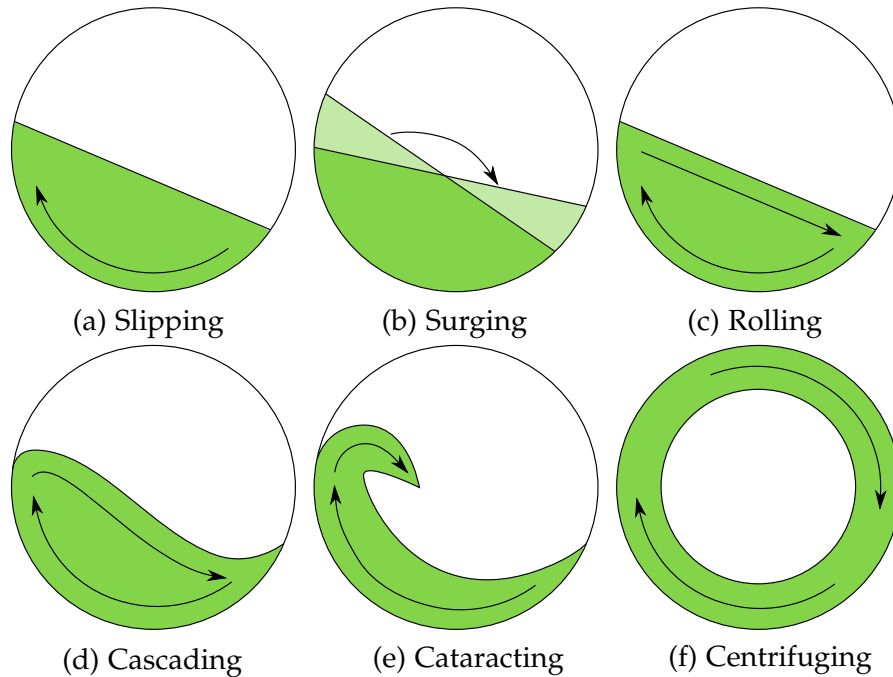 (a) Slipping
(b) Surging
(c) Rolling
(d) Cascading
(e) Cataracting
(f) Centrifuging